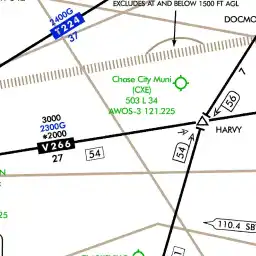 EXCLUDES AT AND BELOW 1500 FT AGL
DOCMO
2400G
T224
37
7
Chase City Muni
(CXE)
503 L 34
AWOS-3 121.225
56
3000
2300G
*2000
V266
27
54
54
HARVY
110.4 SB